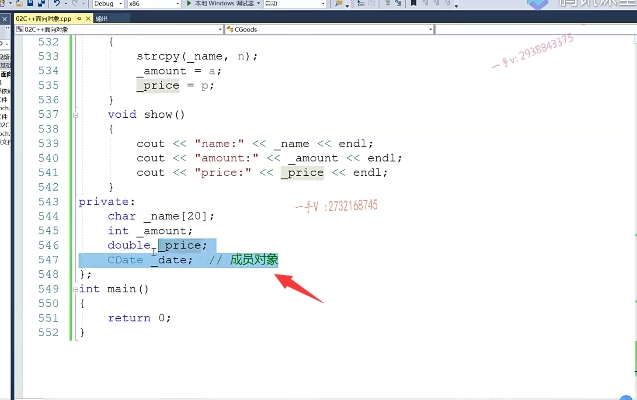 Debug
x86
本地 Windows 调试器
自动
02C++面向对象.cpp
输出
02C++面向对象
CGoods
一手v:2938843375
532 {
533 strcpy(_name, n);
534 _amount = a;
535 _price = p;
536 }
537 void show()
538 {
539 cout << "name:" << _name << endl;
540 cout << "amount:" << _amount << endl;
541 cout << "price:" << _price << endl;
542 }
543 private:
544 char _name[20];
一手V :2732168745
545 int _amount;
546 double _price;
547 CDate _date; // 成员对象
548 };
549 int main()
550 {
551 return 0;
552 }